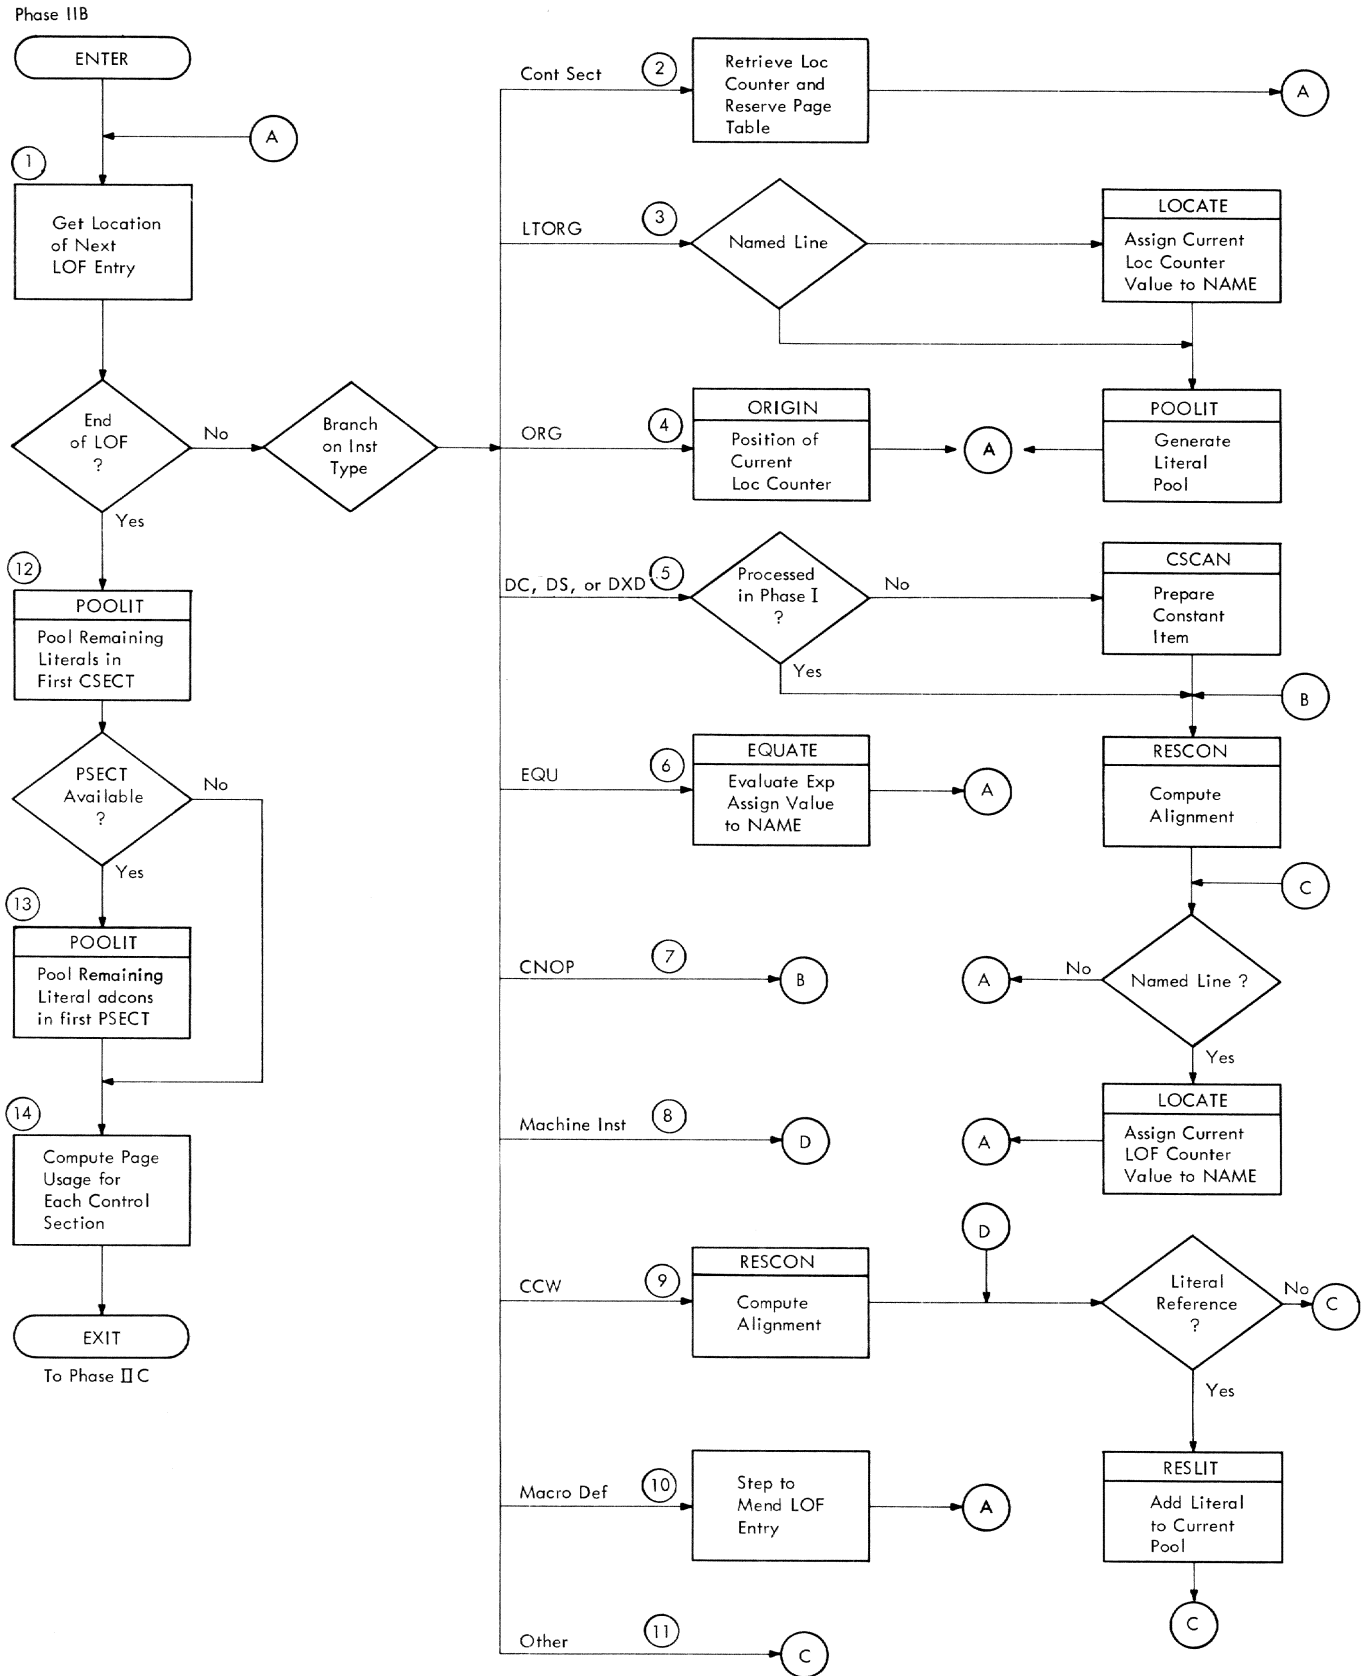 Phase IIB
ENTER
A
1
Get Location
of Next
LOF Entry
End
of LOF
?
No
Yes
Branch
on Inst
Type
12
POOLIT
Pool Remaining
Literals in
First CSECT
PSECT
Available
?
No
Yes
13
POOLIT
Pool Remaining
Literal adcons
in first PSECT
14
Compute Page
Usage for
Each Control
Section
EXIT
To Phase II C
Cont Sect
2
Retrieve Loc
Counter and
Reserve Page
Table
A
LTORG
3
Named Line
LOCATE
Assign Current
Loc Counter
Value to NAME
ORG
4
ORIGIN
Position of
Current
Loc Counter
A
POOLIT
Generate
Literal
Pool
DC, DS, or DXD
5
Processed
in Phase I
?
No
Yes
CSCAN
Prepare
Constant
Item
B
EQU
6
EQUATE
Evaluate Exp
Assign Value
to NAME
A
RESCON
Compute
Alignment
C
CNOP
7
B
A
No
Named Line ?
Yes
Machine Inst
8
D
A
LOCATE
Assign Current
LOF Counter
Value to NAME
D
CCW
9
RESCON
Compute
Alignment
Literal
Reference
?
No
C
Yes
Macro Def
10
Step to
Mend LOF
Entry
A
RESLIT
Add Literal
to Current
Pool
C
Other
11
C